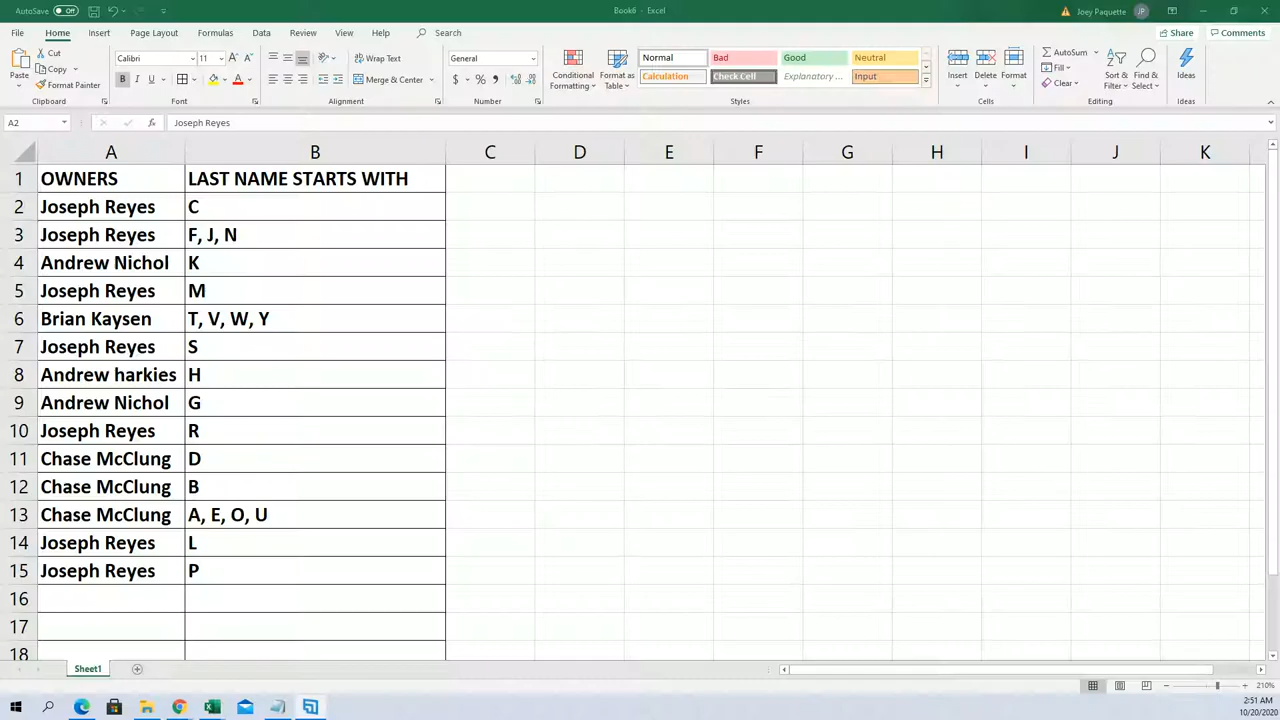 AutoSave Off
Book6 - Excel
Joey Paquette JP
File Home Insert Page Layout Formulas Data Review View Help Search
Share Comments
Paste
Cut
Copy
Format Painter
Clipboard
Calibri 11
B I U
Font
Wrap Text
Merge & Center
Alignment
General
$ % ,
Number
Conditional Formatting
Format as Table
Normal Bad Good Neutral
Calculation Check Cell Explanatory ... Input
Styles
Insert Delete Format
Cells
AutoSum
Fill
Clear
Sort & Filter
Find & Select
Editing
Ideas
Ideas
A2 fx Joseph Reyes
A B C D E F G H I J K
1 OWNERS LAST NAME STARTS WITH
2 Joseph Reyes C
3 Joseph Reyes F, J, N
4 Andrew Nichol K
5 Joseph Reyes M
6 Brian Kaysen T, V, W, Y
7 Joseph Reyes S
8 Andrew harkies H
9 Andrew Nichol G
10 Joseph Reyes R
11 Chase McClung D
12 Chase McClung B
13 Chase McClung A, E, O, U
14 Joseph Reyes L
15 Joseph Reyes P
16
17
18
Sheet1
210%
2:51 AM
10/20/2020